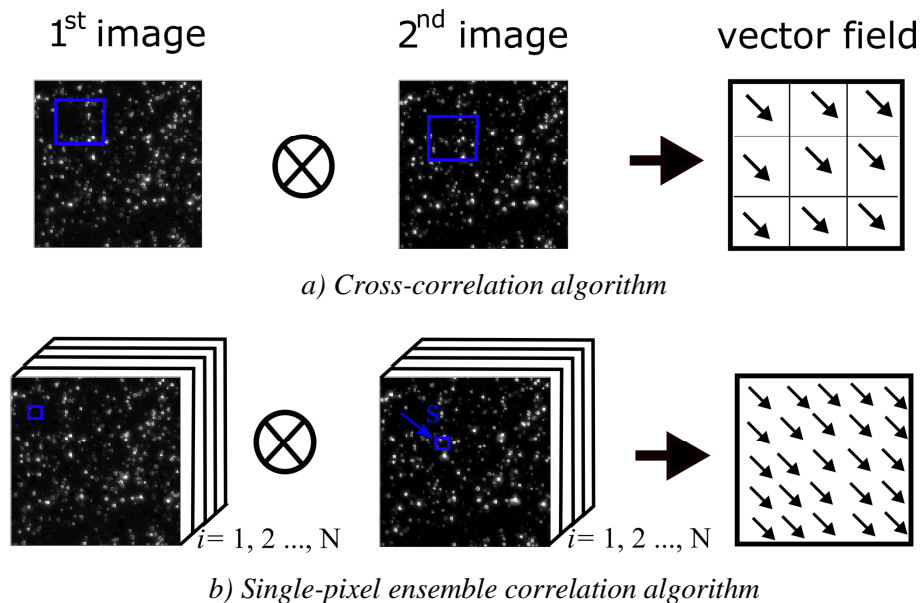 1st image 2nd image vector field
a) Cross-correlation algorithm
S
i= 1, 2 ..., N i= 1, 2 ..., N
b) Single-pixel ensemble correlation algorithm